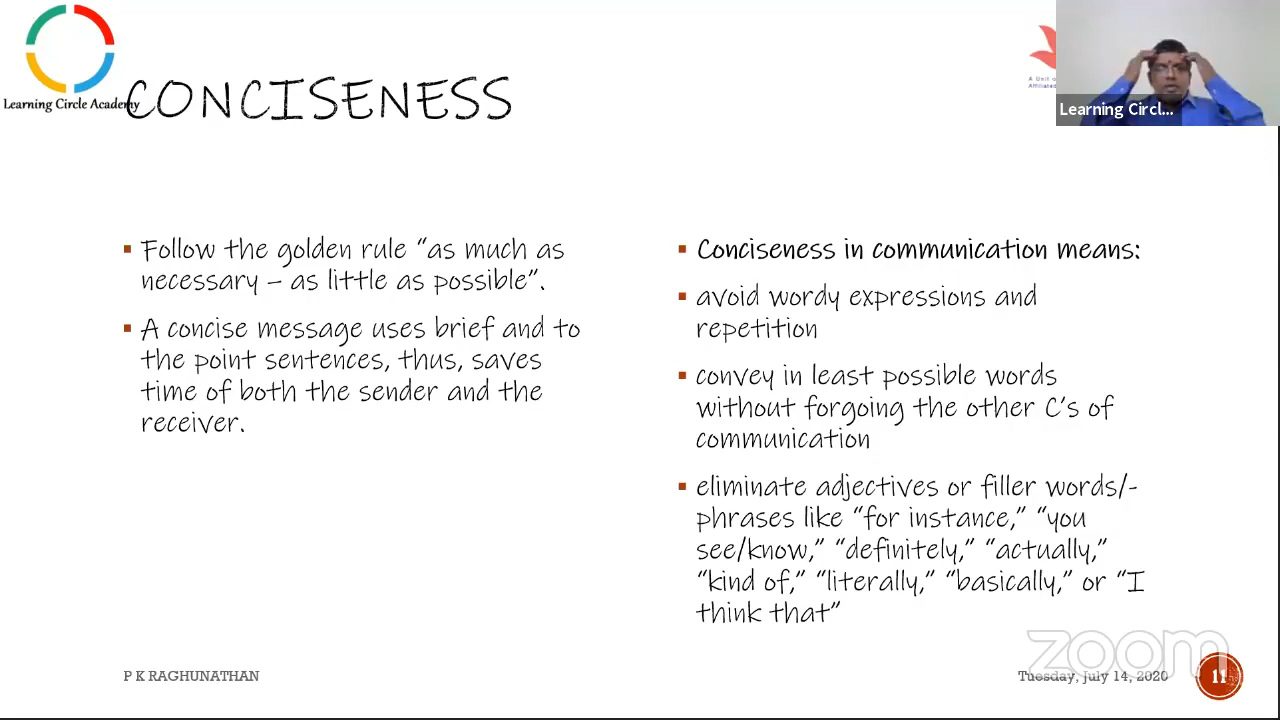 Learning Circle Academy
CONCISENESS
A Unit o
Affiliated
Learning Circl...
▪ Follow the golden rule “as much as
necessary – as little as possible”.
▪ A concise message uses brief and to
the point sentences, thus, saves
time of both the sender and the
receiver.
▪ Conciseness in communication means:
▪ avoid wordy expressions and
repetition
▪ convey in least possible words
without forgoing the other C’s of
communication
▪ eliminate adjectives or filler words/-
phrases like “for instance,” “you
see/know,” “definitely,” “actually,”
“kind of,” “literally,” “basically,” or “I
think that”
zoom
P K RAGHUNATHAN
Tuesday, July 14, 2020
11